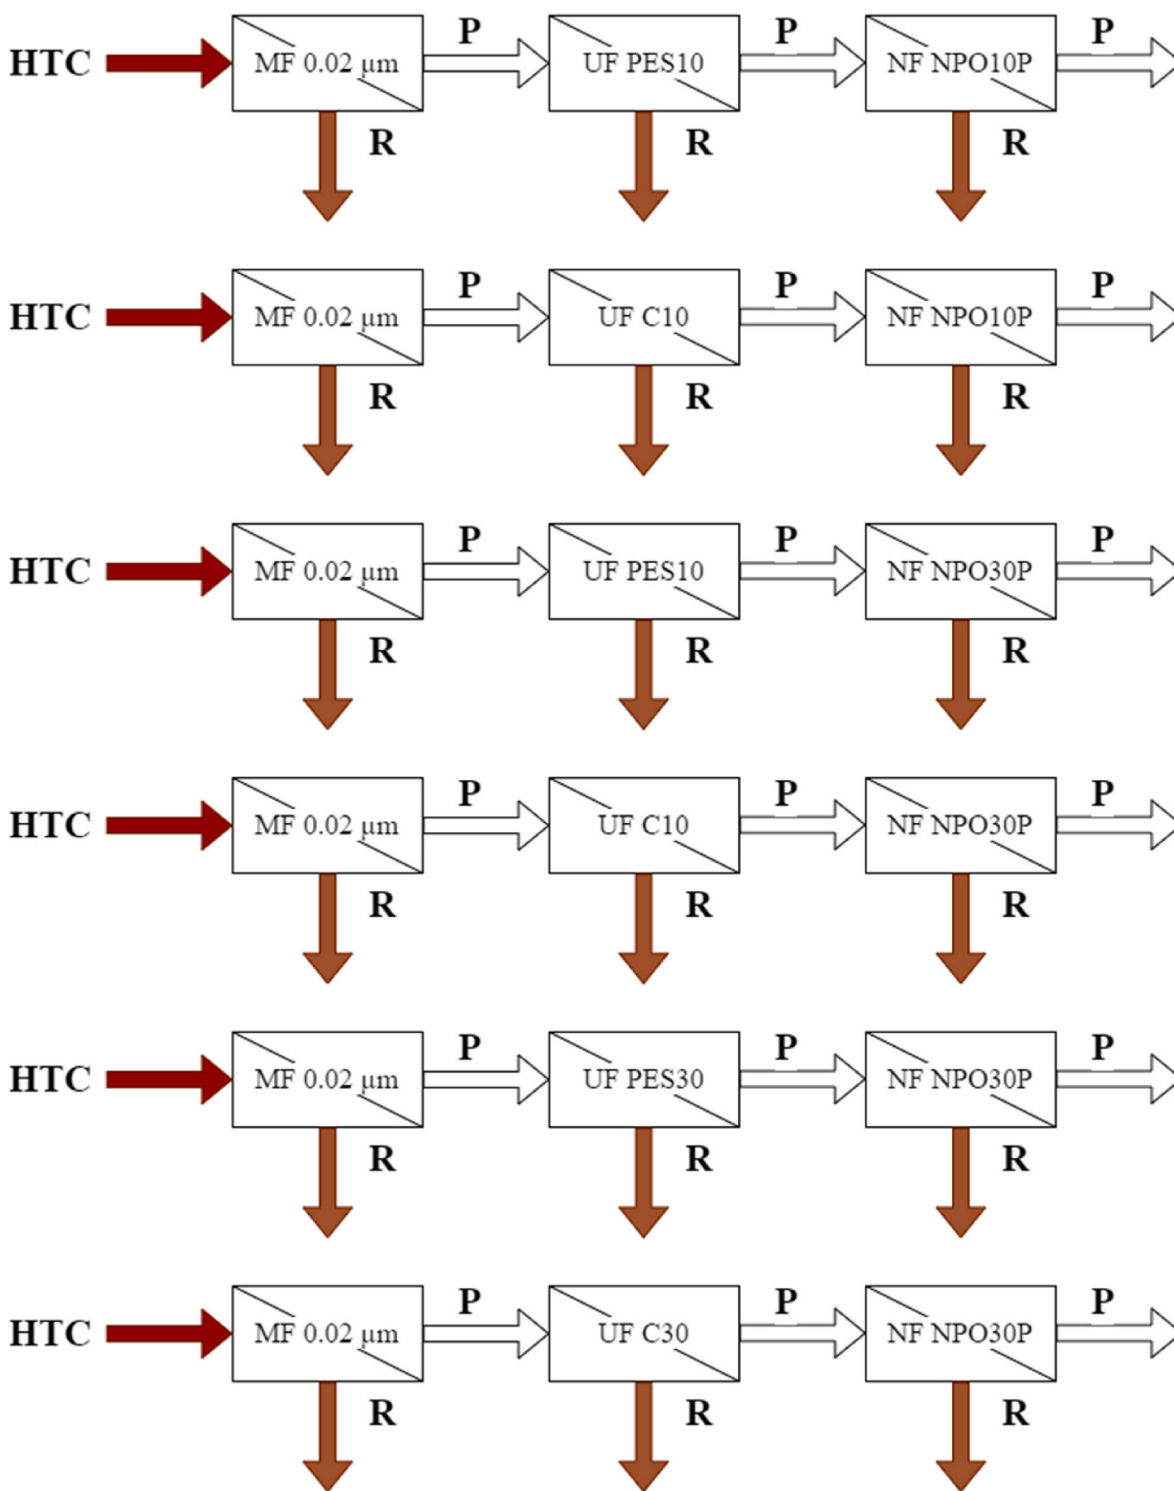 P P P
HTC MF 0.02 µm UF PES10 NF NPO10P
R R R
P P P
HTC MF 0.02 µm UF C10 NF NPO10P
R R R
P P P
HTC MF 0.02 µm UF PES10 NF NPO30P
R R R
P P P
HTC MF 0.02 µm UF C10 NF NPO30P
R R R
P P P
HTC MF 0.02 µm UF PES30 NF NPO30P
R R R
P P P
HTC MF 0.02 µm UF C30 NF NPO30P
R R R